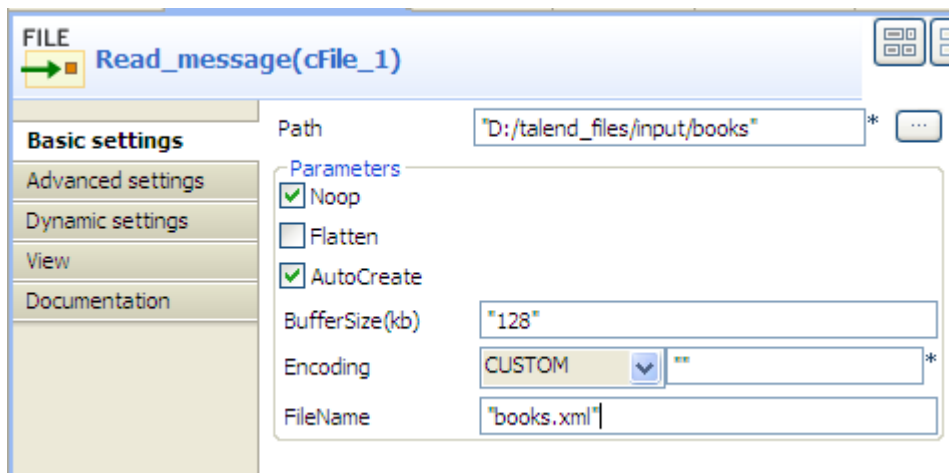 FILE
Read_message(cFile_1)
Basic settings
Advanced settings
Dynamic settings
View
Documentation
Path "D:/talend_files/input/books" * ...
Parameters
Noop
Flatten
AutoCreate
BufferSize(kb) "128"
Encoding CUSTOM "" *
FileName "books.xml"